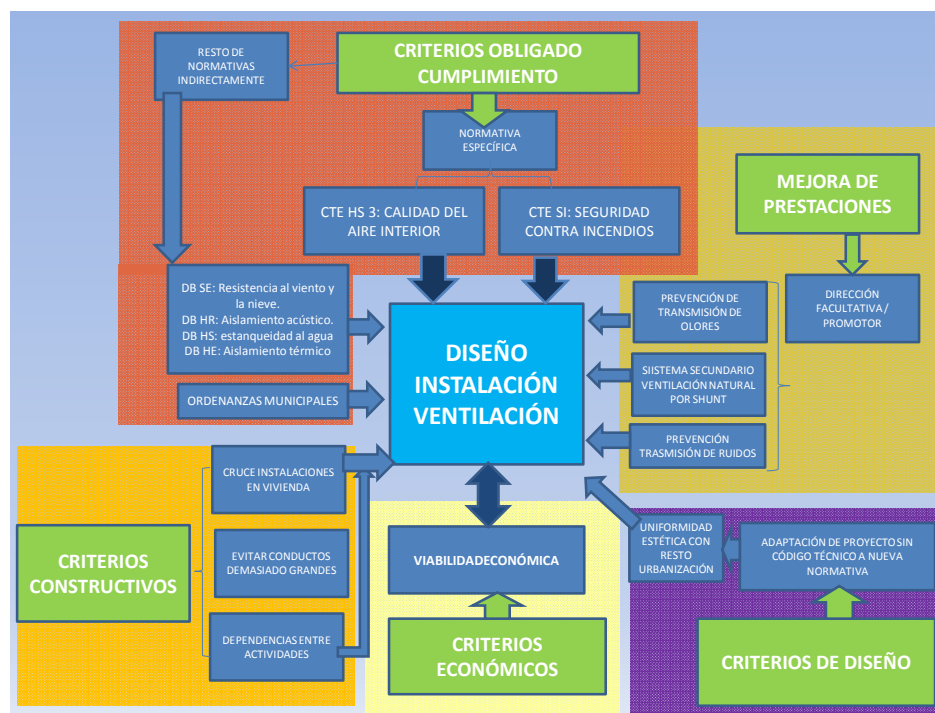 RESTO DE
NORMATIVAS
INDIRECTAMENTE
CRITERIOS OBLIGADO
CUMPLIMIENTO
NORMATIVA
ESPECÍFICA
CTE HS 3: CALIDAD DEL
AIRE INTERIOR
CTE SI: SEGURIDAD
CONTRA INCENDIOS
MEJORA DE
PRESTACIONES
DB SE: Resistencia al viento y
la nieve.
DB HR: Aislamiento acústico.
DB HS: estanqueidad al agua
DB HE: Aislamiento térmico
ORDENANZAS MUNICIPALES
DISEÑO
INSTALACIÓN
VENTILACIÓN
PREVENCIÓN DE
TRANSMISIÓN DE
OLORES
DIRECCIÓN
FACULTATIVA /
PROMOTOR
SIISTEMA SECUNDARIO
VENTILACIÓN NATURAL
POR SHUNT
PREVENCIÓN
TRASMISIÓN DE RUIDOS
CRUCE INSTALACIONES
EN VIVIENDA
CRITERIOS
CONSTRUCTIVOS
EVITAR CONDUCTOS
DEMASIADO GRANDES
DEPENDENCIAS ENTRE
ACTIVIDADES
VIABILIDAD ECONÓMICA
CRITERIOS
ECONÓMICOS
UNIFORMIDAD
ESTÉTICA CON
RESTO
URBANIZACIÓN
ADAPTACIÓN DE PROYECTO SIN
CÓDIGO TÉCNICO A NUEVA
NORMATIVA
CRITERIOS DE DISEÑO